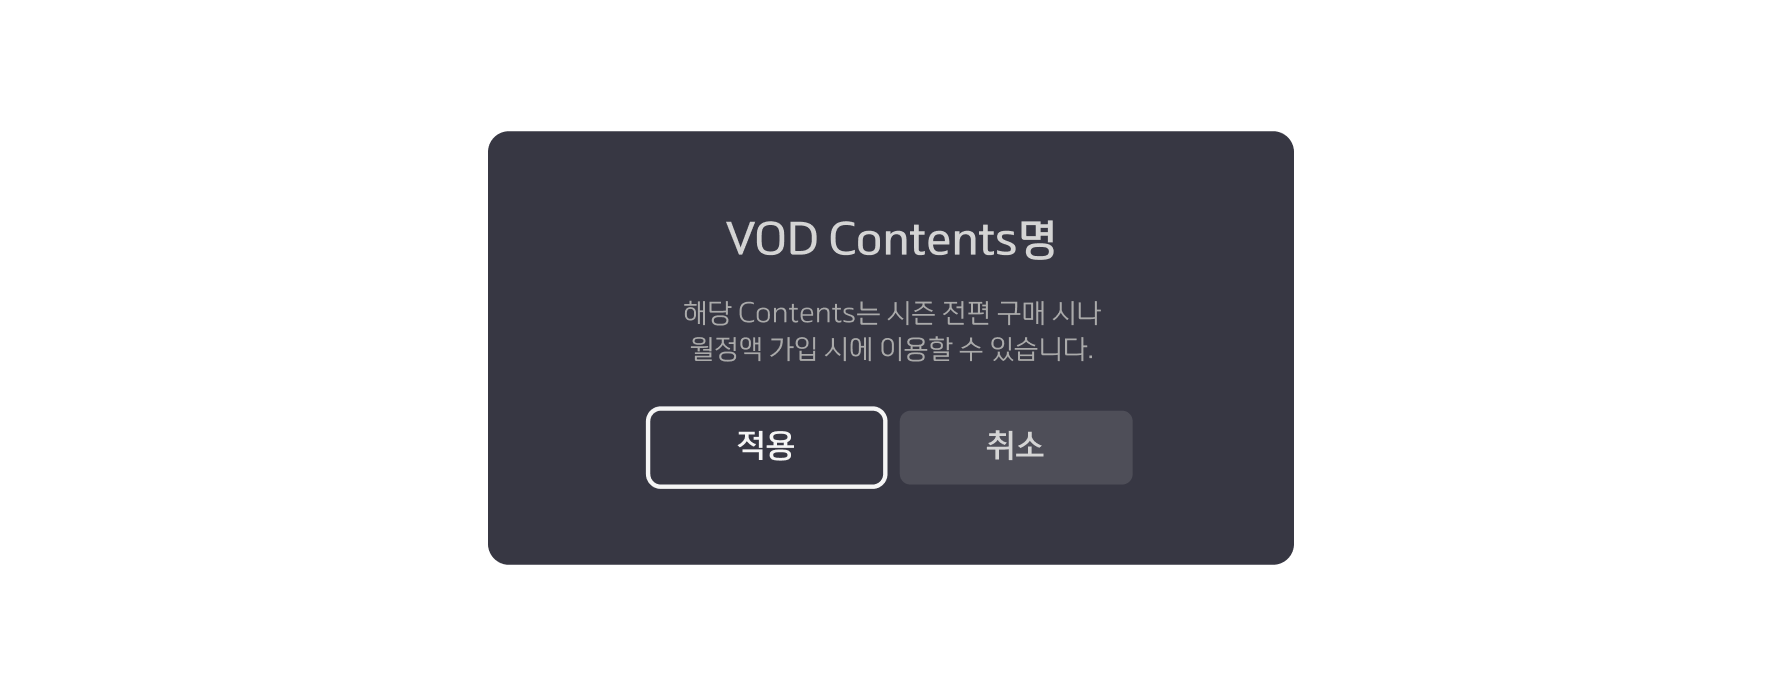 VOD Contents명
해당 Contents는 시즌 전편 구매 시나
월정액 가입 시에 이용할 수 있습니다.
적용
취소